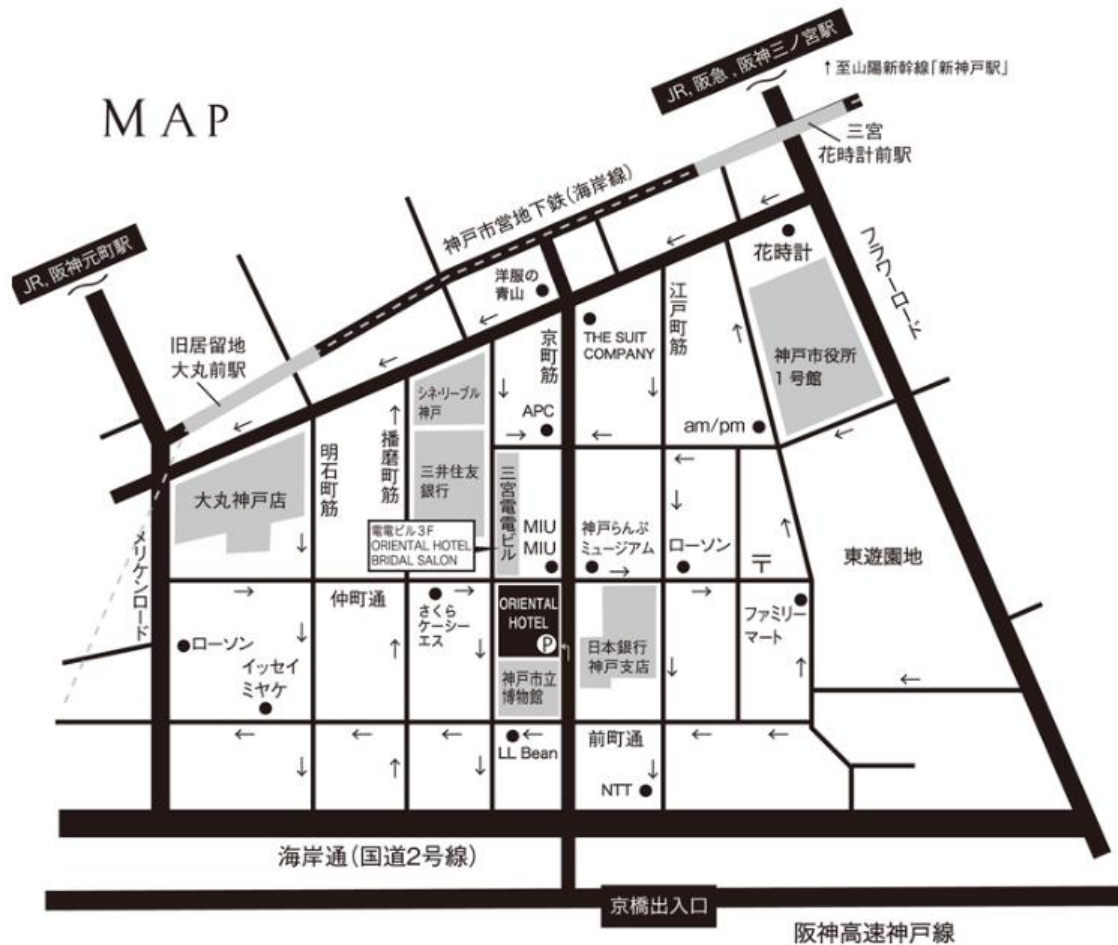 MAP
JR, 阪急, 阪神三ノ宮駅
↑至山陽新幹線「新神戸駅」
三宮
花時計前駅
神戸市営地下鉄(海岸線)
JR, 阪神元町駅
旧居留地
大丸前駅
洋服の
青山
京町筋
THE SUIT
COMPANY
江戸町筋
花時計
フラワーロード
神戸市役所
1号館
シネ・リーブル
神戸
APC
am/pm
大丸神戸店
明石町筋
播磨町筋
三井住友
銀行
三宮電電ビル
電電ビル3F
ORIENTAL HOTEL
BRIDAL SALON
MIU
MIU
神戸らんぷ
ミュージアム
ローソン
〒
東遊園地
メリケンロード
仲町通
さくら
ケーシー
エス
ORIENTAL
HOTEL
P
日本銀行
神戸支店
ファミリー
マート
ローソン
イッセイ
ミヤケ
神戸市立
博物館
LL Bean
前町通
NTT
海岸通(国道2号線)
京橋出入口
阪神高速神戸線